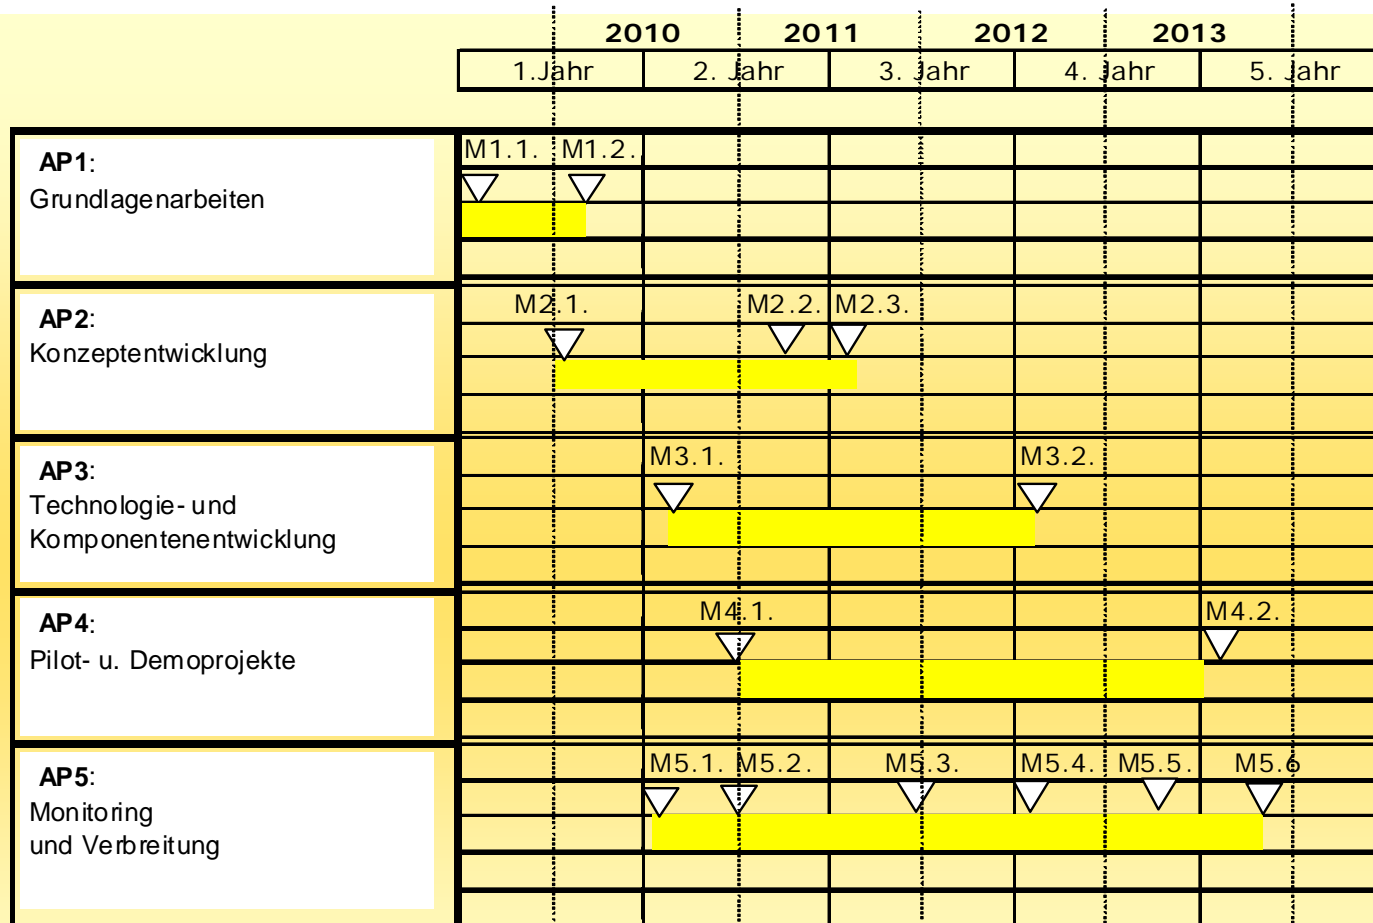 2010 2011 2012 2013
1.Jahr 2. Jahr 3. Jahr 4. Jahr 5. Jahr
AP1:
Grundlagenarbeiten
M1.1. M1.2.
AP2:
Konzeptentwicklung
M2.1. M2.2. M2.3.
AP3:
Technologie- und
Komponentenentwicklung
M3.1. M3.2.
AP4:
Pilot- u. Demoprojekte
M4.1. M4.2.
AP5:
Monitoring
und Verbreitung
M5.1. M5.2. M5.3. M5.4. M5.5. M5.6